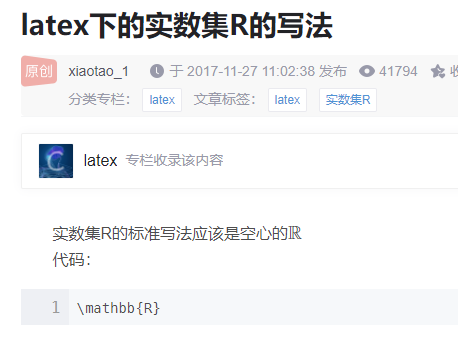 latex下的实数集R的写法
原创 xiaotao_1 于 2017-11-27 11:02:38 发布 41794
分类专栏： latex 文章标签： latex 实数集R
latex 专栏收录该内容
实数集R的标准写法应该是空心的ℝ
代码：
1 \mathbb{R}